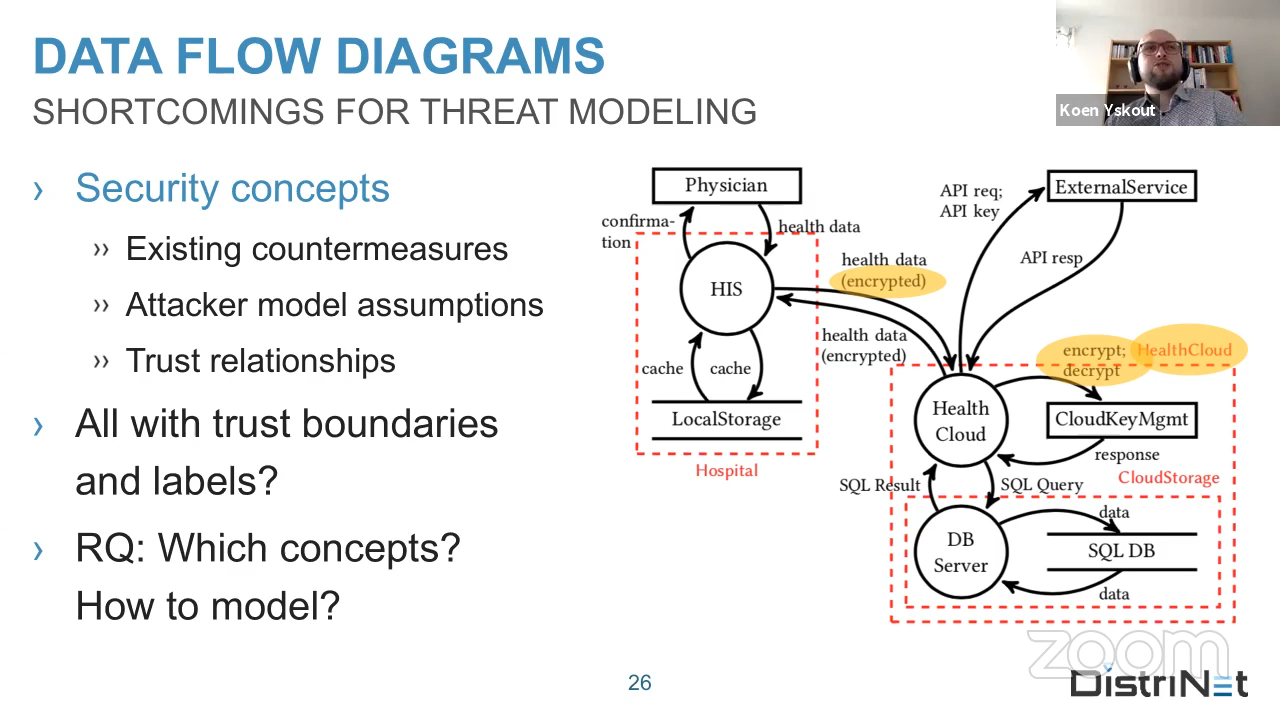 DATA FLOW DIAGRAMS
SHORTCOMINGS FOR THREAT MODELING
Koen Yskout
› Security concepts
›› Existing countermeasures
›› Attacker model assumptions
›› Trust relationships
› All with trust boundaries
and labels?
› RQ: Which concepts?
How to model?
Physician
confirma-
tion
health data
HIS
cache
cache
LocalStorage
Hospital
health data
(encrypted)
health data
(encrypted)
API req;
API key
ExternalService
API resp
encrypt;
decrypt
HealthCloud
Health
Cloud
CloudKeyMgmt
response
CloudStorage
SQL Result
SQL Query
DB
Server
data
SQL DB
data
zoom
26
DistriNet